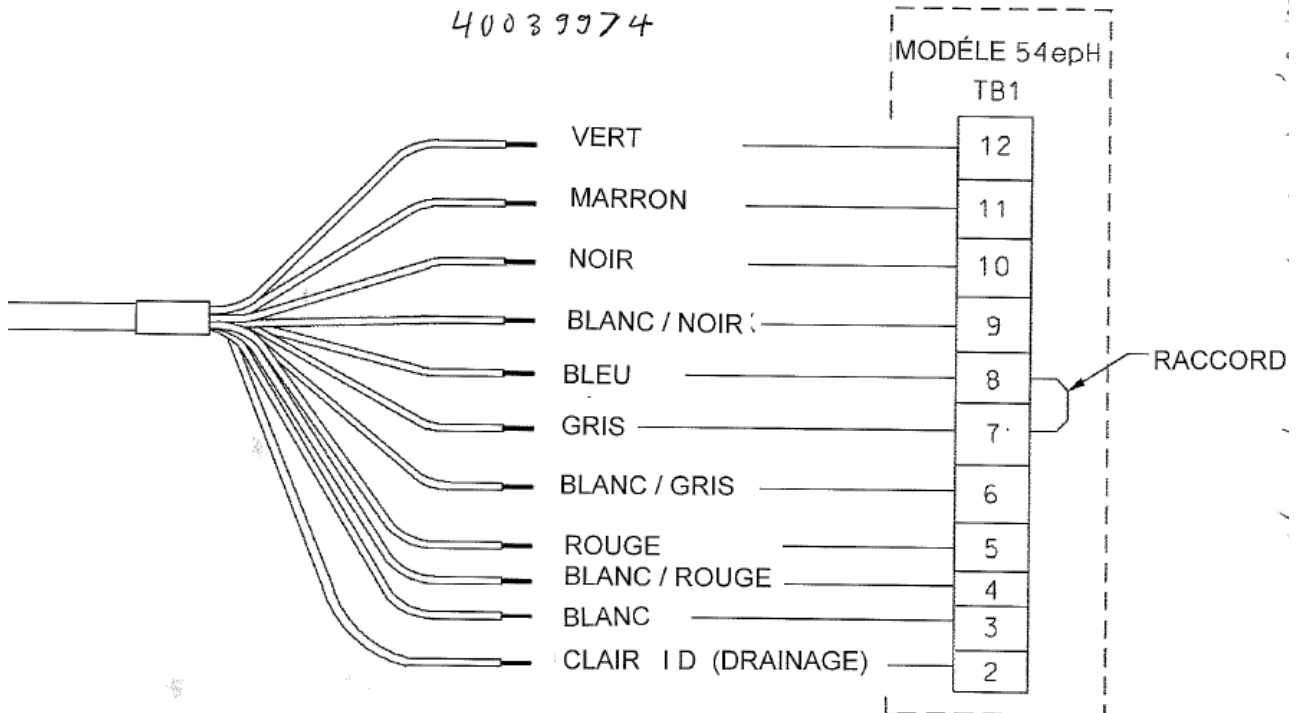 40039974
MODÉLE 54epH
TB1
VERT 12
MARRON 11
NOIR 10
BLANC / NOIR 9
BLEU 8
RACCORD
GRIS 7
BLANC / GRIS 6
ROUGE 5
BLANC / ROUGE 4
BLANC 3
CLAIR I D (DRAINAGE) 2